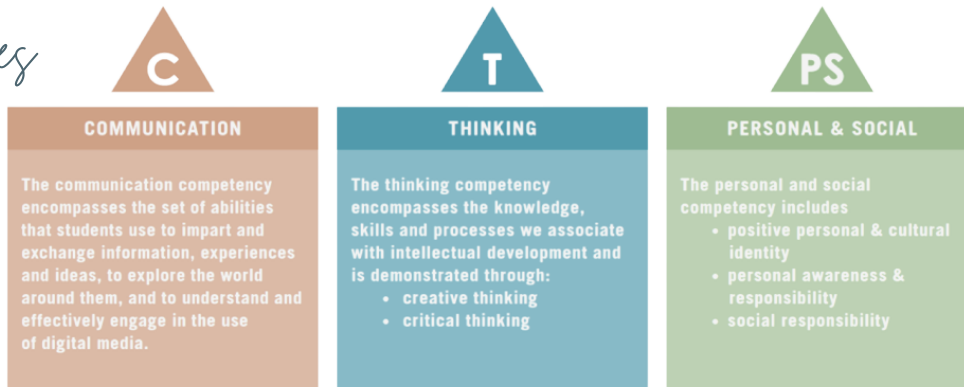 C
COMMUNICATION
The communication competency
encompasses the set of abilities
that students use to impart and
exchange information, experiences
and ideas, to explore the world
around them, and to understand and
effectively engage in the use
of digital media.
T
THINKING
The thinking competency
encompasses the knowledge,
skills and processes we associate
with intellectual development and
is demonstrated through:
• creative thinking
• critical thinking
PS
PERSONAL & SOCIAL
The personal and social
competency includes
• positive personal & cultural
identity
• personal awareness &
responsibility
• social responsibility